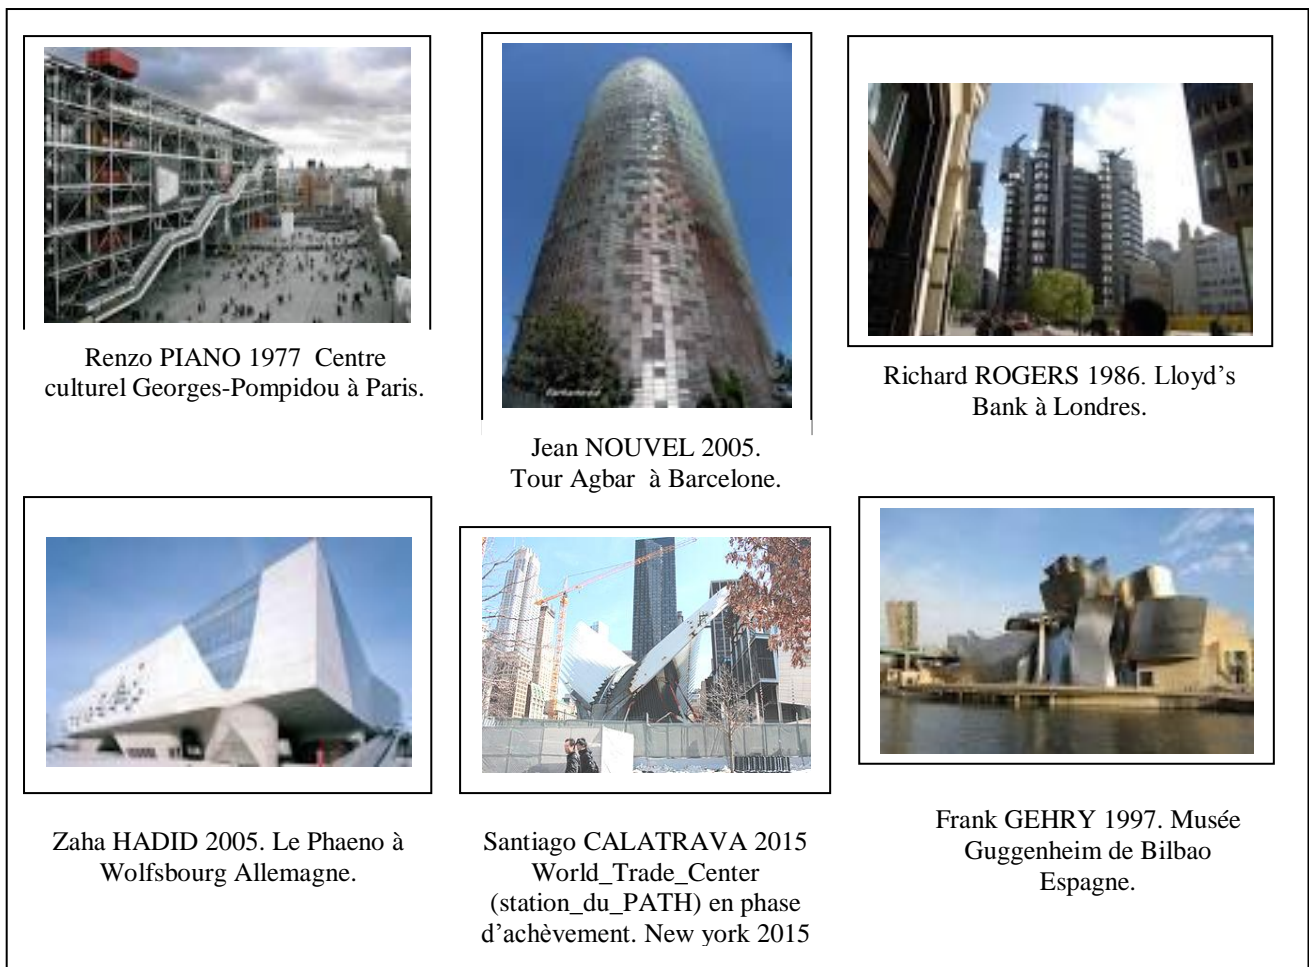 Renzo PIANO 1977  Centre
culturel Georges-Pompidou à Paris.
Jean NOUVEL 2005.
Tour Agbar  à Barcelone.
Richard ROGERS 1986. Lloyd’s
Bank à Londres.
Zaha HADID 2005. Le Phaeno à
Wolfsbourg Allemagne.
Santiago CALATRAVA 2015
World_Trade_Center
(station_du_PATH) en phase
d’achèvement. New york 2015
Frank GEHRY 1997. Musée
Guggenheim de Bilbao
Espagne.